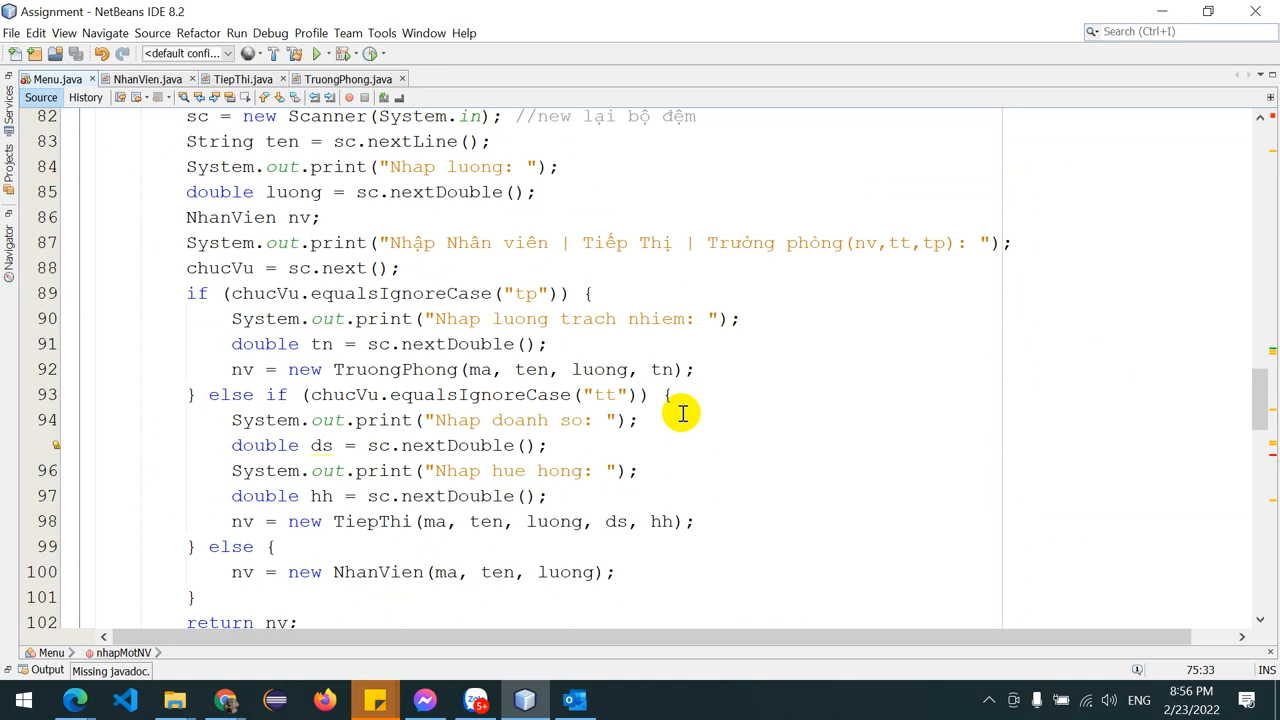 Assignment - NetBeans IDE 8.2
File Edit View Navigate Source Refactor Run Debug Profile Team Tools Window Help
Search (Ctrl+I)
<default confi...
Menu.java NhanVien.java TiepThi.java TruongPhong.java
Source History
Services
Projects
Navigator
82 sc = new Scanner(System.in); //new lại bộ đệm
83 String ten = sc.nextLine();
84 System.out.print("Nhap luong: ");
85 double luong = sc.nextDouble();
86 NhanVien nv;
87 System.out.print("Nhập Nhân viên | Tiếp Thị | Trưởng phòng(nv,tt,tp): ");
88 chucVu = sc.next();
89 if (chucVu.equalsIgnoreCase("tp")) {
90 System.out.print("Nhap luong trach nhiem: ");
91 double tn = sc.nextDouble();
92 nv = new TruongPhong(ma, ten, luong, tn);
93 } else if (chucVu.equalsIgnoreCase("tt")) {
94 System.out.print("Nhap doanh so: ");
double ds = sc.nextDouble();
96 System.out.print("Nhap hue hong: ");
97 double hh = sc.nextDouble();
98 nv = new TiepThi(ma, ten, luong, ds, hh);
99 } else {
100 nv = new NhanVien(ma, ten, luong);
101 }
102 return nv;
Menu nhapMotNV
Output Missing javadoc. 75:33 INS
Zalo 5+ ENG 8:56 PM
2/23/2022